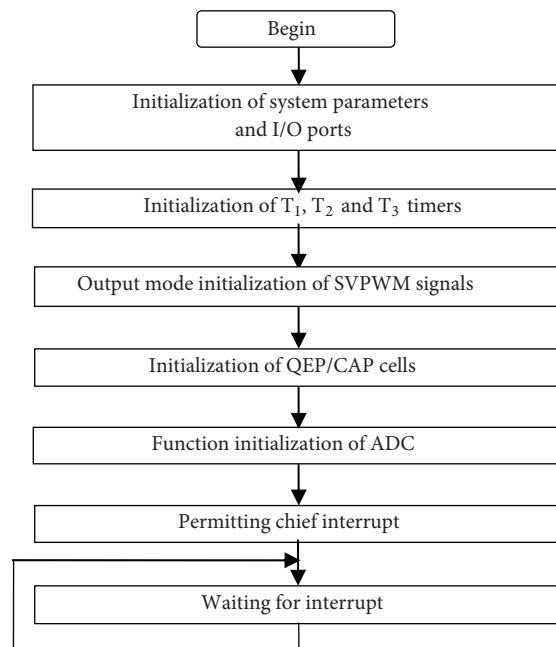 Begin
Initialization of system parameters
and I/O ports
Initialization of T₁, T₂ and T₃ timers
Output mode initialization of SVPWM signals
Initialization of QEP/CAP cells
Function initialization of ADC
Permitting chief interrupt
Waiting for interrupt